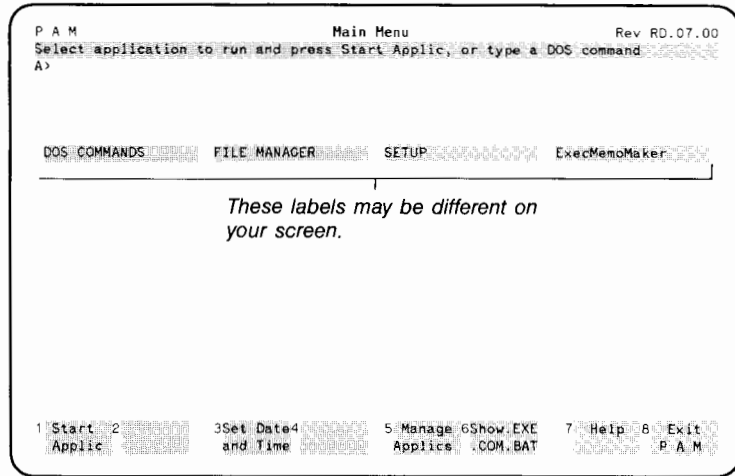 P A M Main Menu Rev RD.07.00
Select application to run and press Start Applic, or type a DOS command
A>
DOS COMMANDS FILE MANAGER SETUP ExecMemoMaker
These labels may be different on
your screen.
1 Start 2 3Set Date4 5 Manage 6Show.EXE 7 Help 8 Exit
Applic and Time Applics .COM.BAT P A M